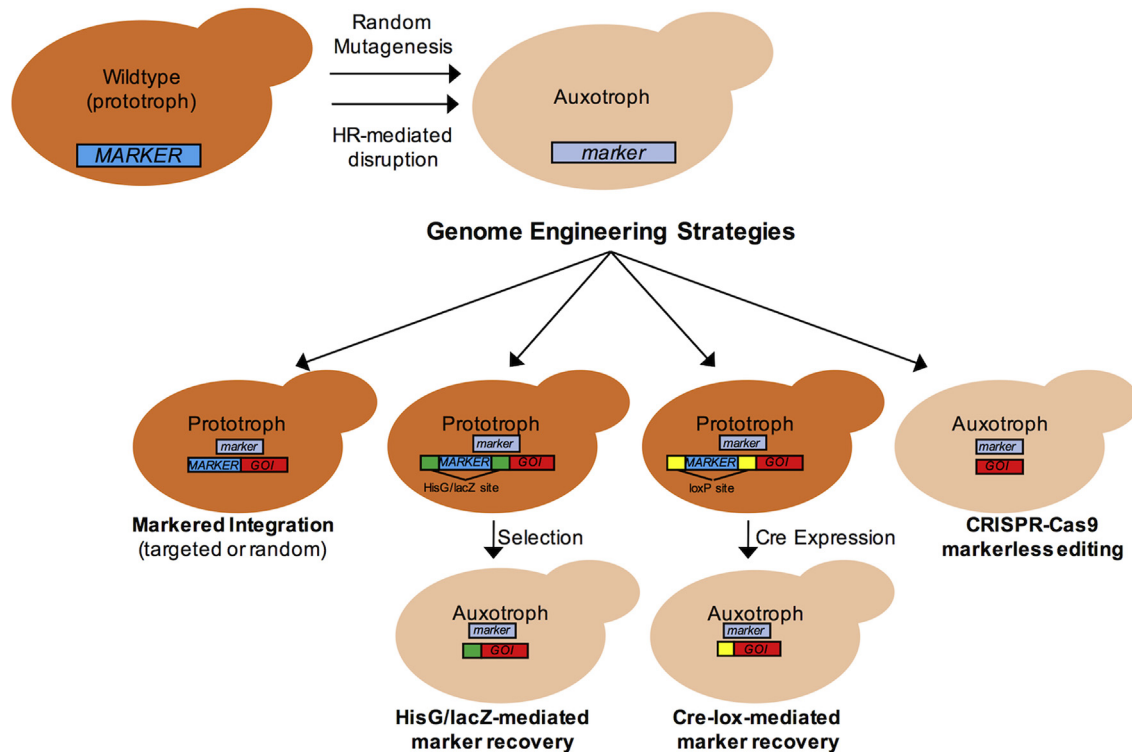 Random
Mutagenesis
Wildtype
(prototroph)
MARKER
HR-mediated
disruption
Auxotroph
marker
Genome Engineering Strategies
Prototroph
marker
MARKER GOI
Markered Integration
(targeted or random)
Prototroph
marker
MARKER GOI
HisG/lacZ site
Selection
Auxotroph
marker
GOI
HisG/lacZ-mediated
marker recovery
Prototroph
marker
MARKER GOI
loxP site
Cre Expression
Auxotroph
marker
GOI
Cre-lox-mediated
marker recovery
Auxotroph
marker
GOI
CRISPR-Cas9
markerless editing